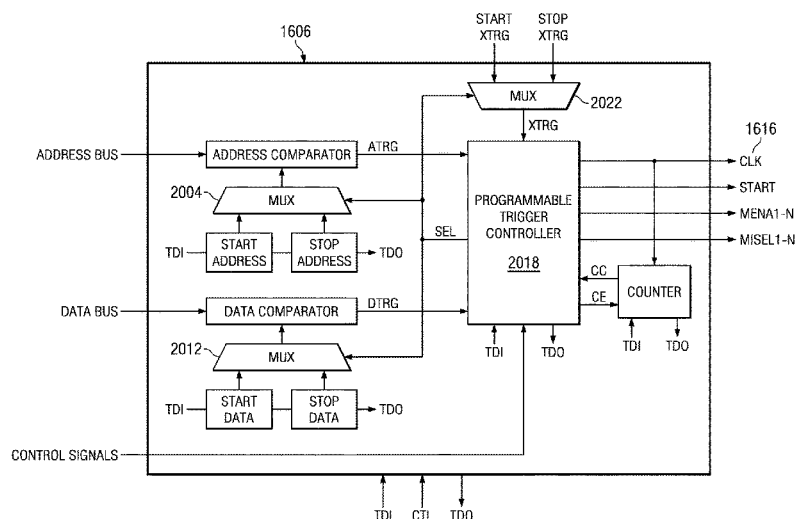 1606
START
XTRG
STOP
XTRG
MUX
2022
XTRG
1616
ADDRESS BUS
ADDRESS COMPARATOR
ATRG
CLK
2004
MUX
START
PROGRAMMABLE
TRIGGER
CONTROLLER
2018
MENA1-N
SEL
MISEL1-N
TDI
START
ADDRESS
STOP
ADDRESS
TDO
CC
COUNTER
CE
DATA BUS
DATA COMPARATOR
DTRG
2012
MUX
TDI
TDO
TDI
TDO
TDI
START
DATA
STOP
DATA
TDO
CONTROL SIGNALS
TDI
CTI
TDO